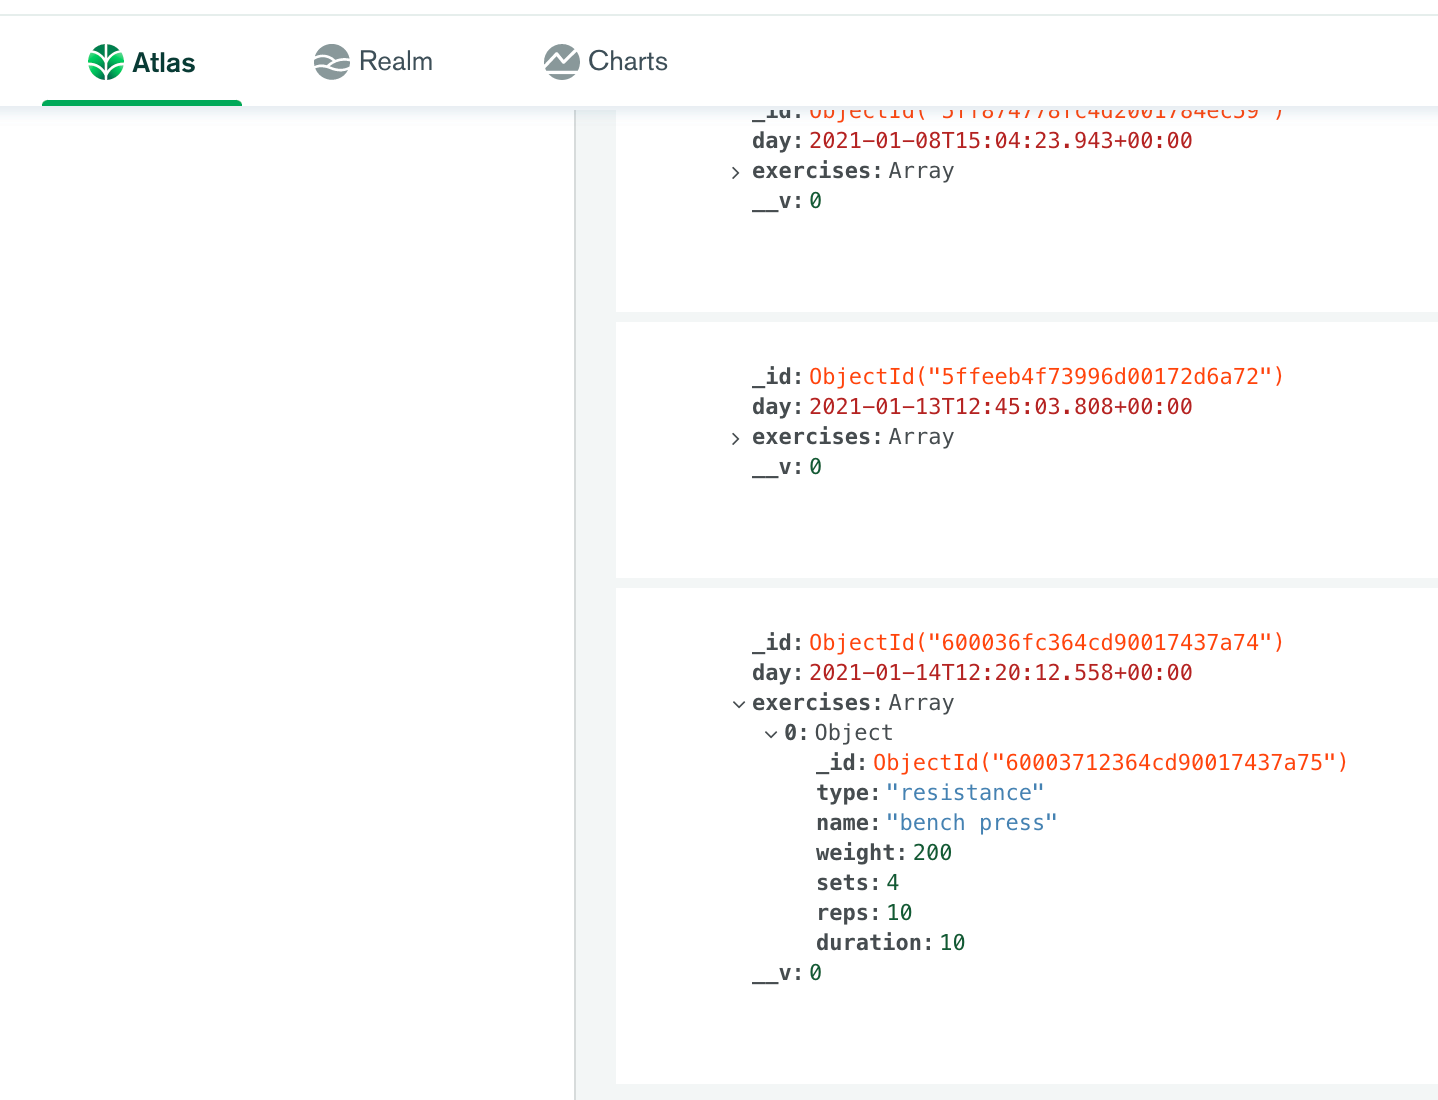 Atlas
Realm
Charts
_id: ObjectId("5ff874778fc4d2001784ec59")
day: 2021-01-08T15:04:23.943+00:00
exercises: Array
__v: 0
_id: ObjectId("5ffeeb4f73996d00172d6a72")
day: 2021-01-13T12:45:03.808+00:00
exercises: Array
__v: 0
_id: ObjectId("600036fc364cd90017437a74")
day: 2021-01-14T12:20:12.558+00:00
exercises: Array
0: Object
_id: ObjectId("60003712364cd90017437a75")
type: "resistance"
name: "bench press"
weight: 200
sets: 4
reps: 10
duration: 10
__v: 0